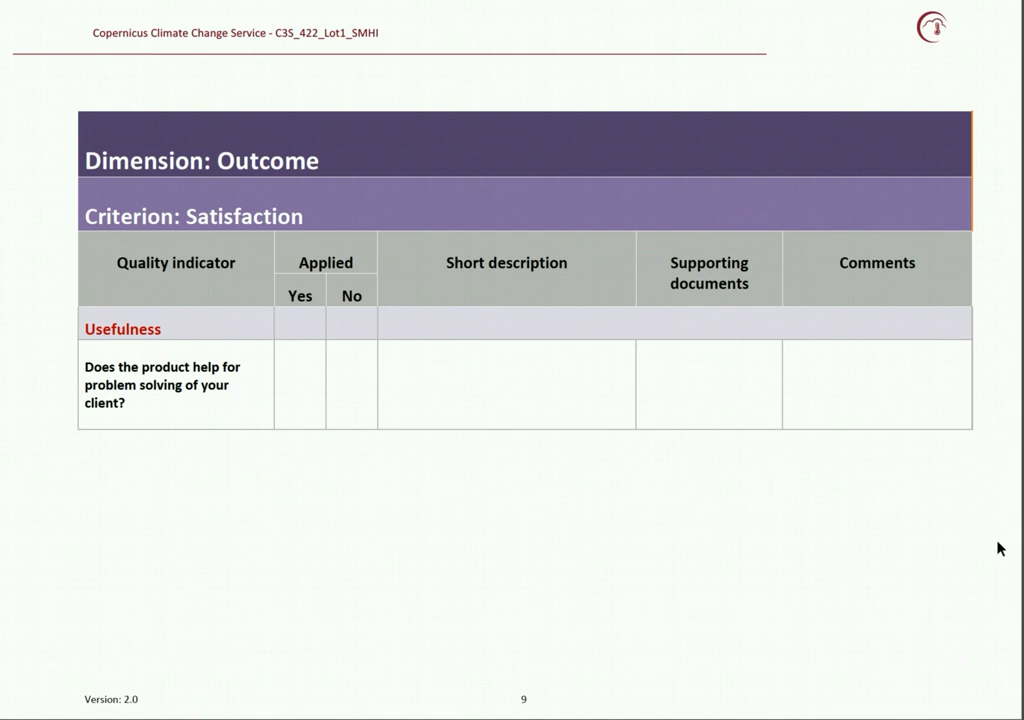 Copernicus Climate Change Service - C3S_422_Lot1_SMHI
Dimension: Outcome
Criterion: Satisfaction
Quality indicator
Applied
Short description
Supporting
documents
Comments
Yes
No
Usefulness
Does the product help for
problem solving of your
client?
Version: 2.0
9